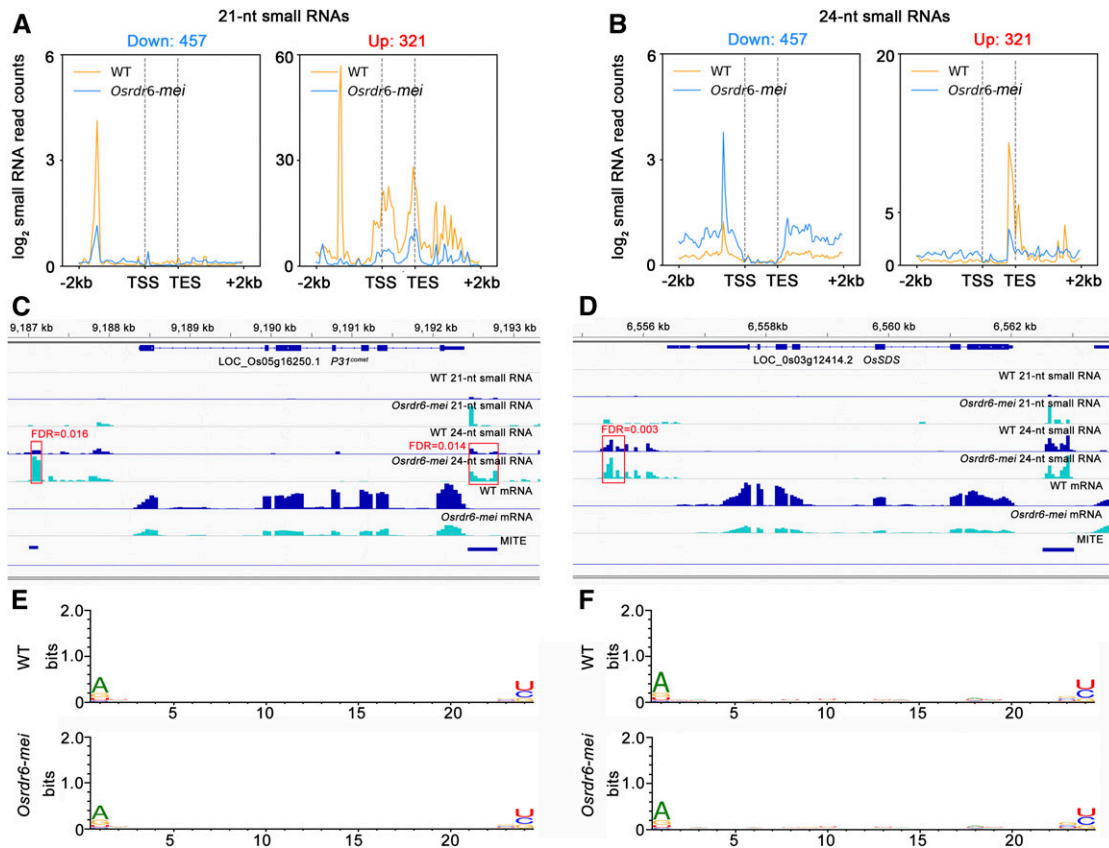 A
21-nt small RNAs
Down: 457
Up: 321
log2 small RNA read counts
6
3
0
WT
Osrdr6-mei
-2kb TSS TES +2kb
60
30
0
WT
Osrdr6-mei
-2kb TSS TES +2kb
B
24-nt small RNAs
Down: 457
Up: 321
log2 small RNA read counts
6
3
0
WT
Osrdr6-mei
-2kb TSS TES +2kb
20
5
0
WT
Osrdr6-mei
-2kb TSS TES +2kb
C
9,187 kb 9,188 kb 9,189 kb 9,190 kb 9,191 kb 9,192 kb 9,193 kb
LOC_Os05g16250.1 P31comet
WT 21-nt small RNA
Osrdr6-mei 21-nt small RNA
WT 24-nt small RNA
FDR=0.016
FDR=0.014
Osrdr6-mei 24-nt small RNA
WT mRNA
Osrdr6-mei mRNA
MITE
D
6,556 kb 6,558 kb 6,560 kb 6,562 kb
LOC_0s03g12414.2 OsSDS
WT 21-nt small RNA
Osrdr6-mei 21-nt small RNA
WT 24-nt small RNA
FDR=0.003
Osrdr6-mei 24-nt small RNA
WT mRNA
Osrdr6-mei mRNA
MITE
E
WT
bits
2.0
1.0
0
A
U
C
5 10 15 20
Osrdr6-mei
bits
2.0
1.0
0
A
U
C
5 10 15 20
F
WT
bits
2.0
1.0
0
A
U
C
5 10 15 20
Osrdr6-mei
bits
2.0
1.0
0
A
U
C
5 10 15 20